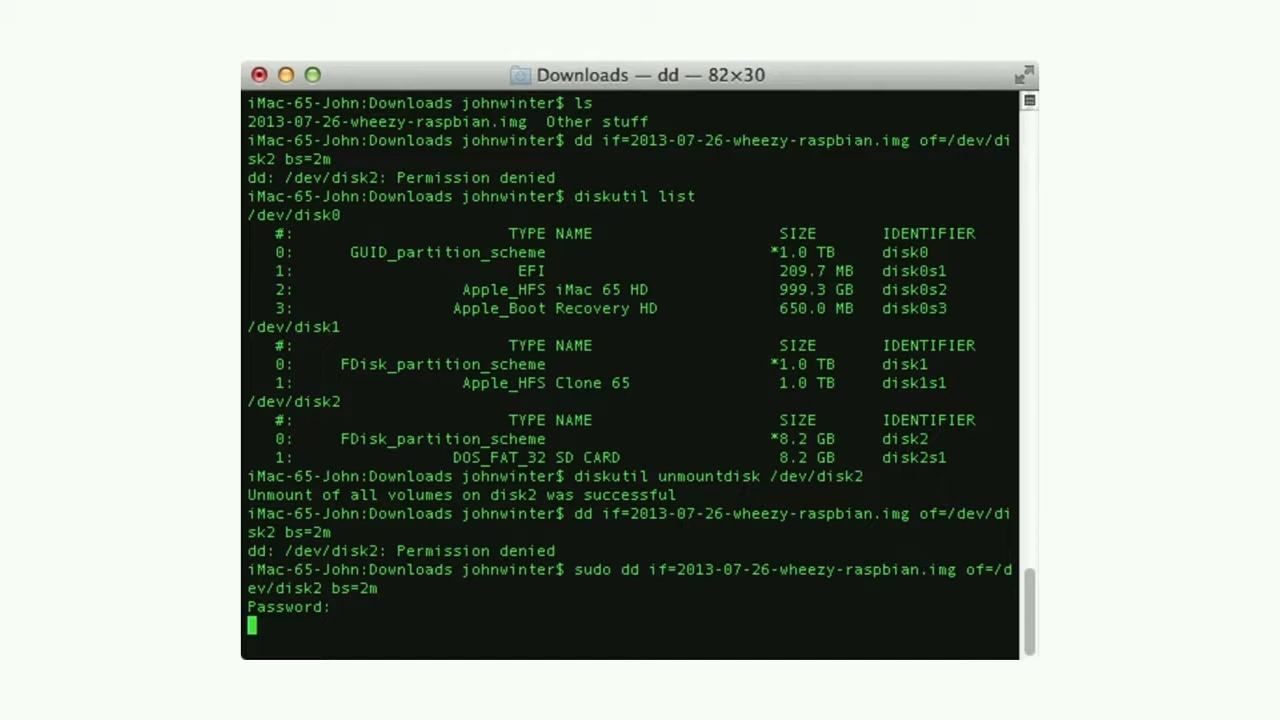 Downloads — dd — 82×30
iMac-65-John:Downloads johnwinter$ ls
2013-07-26-wheezy-raspbian.img  Other stuff
iMac-65-John:Downloads johnwinter$ dd if=2013-07-26-wheezy-raspbian.img of=/dev/di
sk2 bs=2m
dd: /dev/disk2: Permission denied
iMac-65-John:Downloads johnwinter$ diskutil list
/dev/disk0
#: TYPE NAME SIZE IDENTIFIER
0: GUID_partition_scheme *1.0 TB disk0
1: EFI 209.7 MB disk0s1
2: Apple_HFS iMac 65 HD 999.3 GB disk0s2
3: Apple_Boot Recovery HD 650.0 MB disk0s3
/dev/disk1
#: TYPE NAME SIZE IDENTIFIER
0: FDisk_partition_scheme *1.0 TB disk1
1: Apple_HFS Clone 65 1.0 TB disk1s1
/dev/disk2
#: TYPE NAME SIZE IDENTIFIER
0: FDisk_partition_scheme *8.2 GB disk2
1: DOS_FAT_32 SD CARD 8.2 GB disk2s1
iMac-65-John:Downloads johnwinter$ diskutil unmountdisk /dev/disk2
Unmount of all volumes on disk2 was successful
iMac-65-John:Downloads johnwinter$ dd if=2013-07-26-wheezy-raspbian.img of=/dev/di
sk2 bs=2m
dd: /dev/disk2: Permission denied
iMac-65-John:Downloads johnwinter$ sudo dd if=2013-07-26-wheezy-raspbian.img of=/d
ev/disk2 bs=2m
Password: